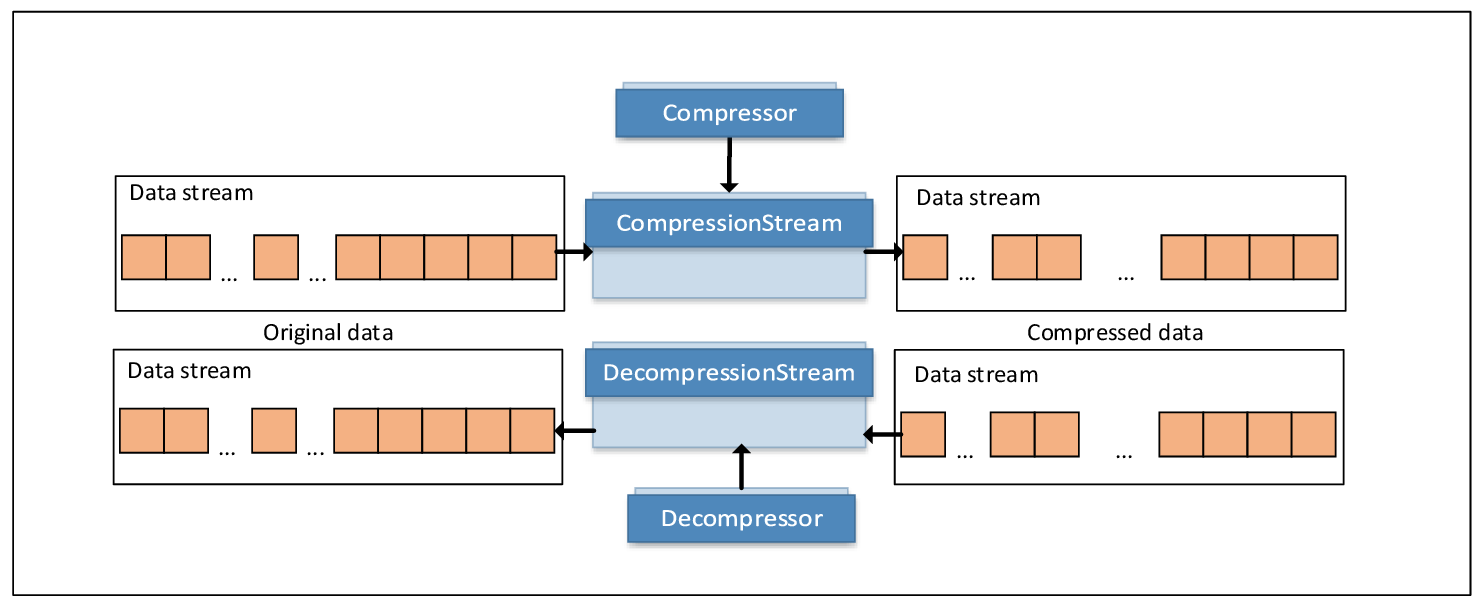 Compressor
Data stream
CompressionStream
Data stream
... ...
... ...
Original data
Compressed data
Data stream
DecompressionStream
Data stream
... ...
... ...
Decompressor